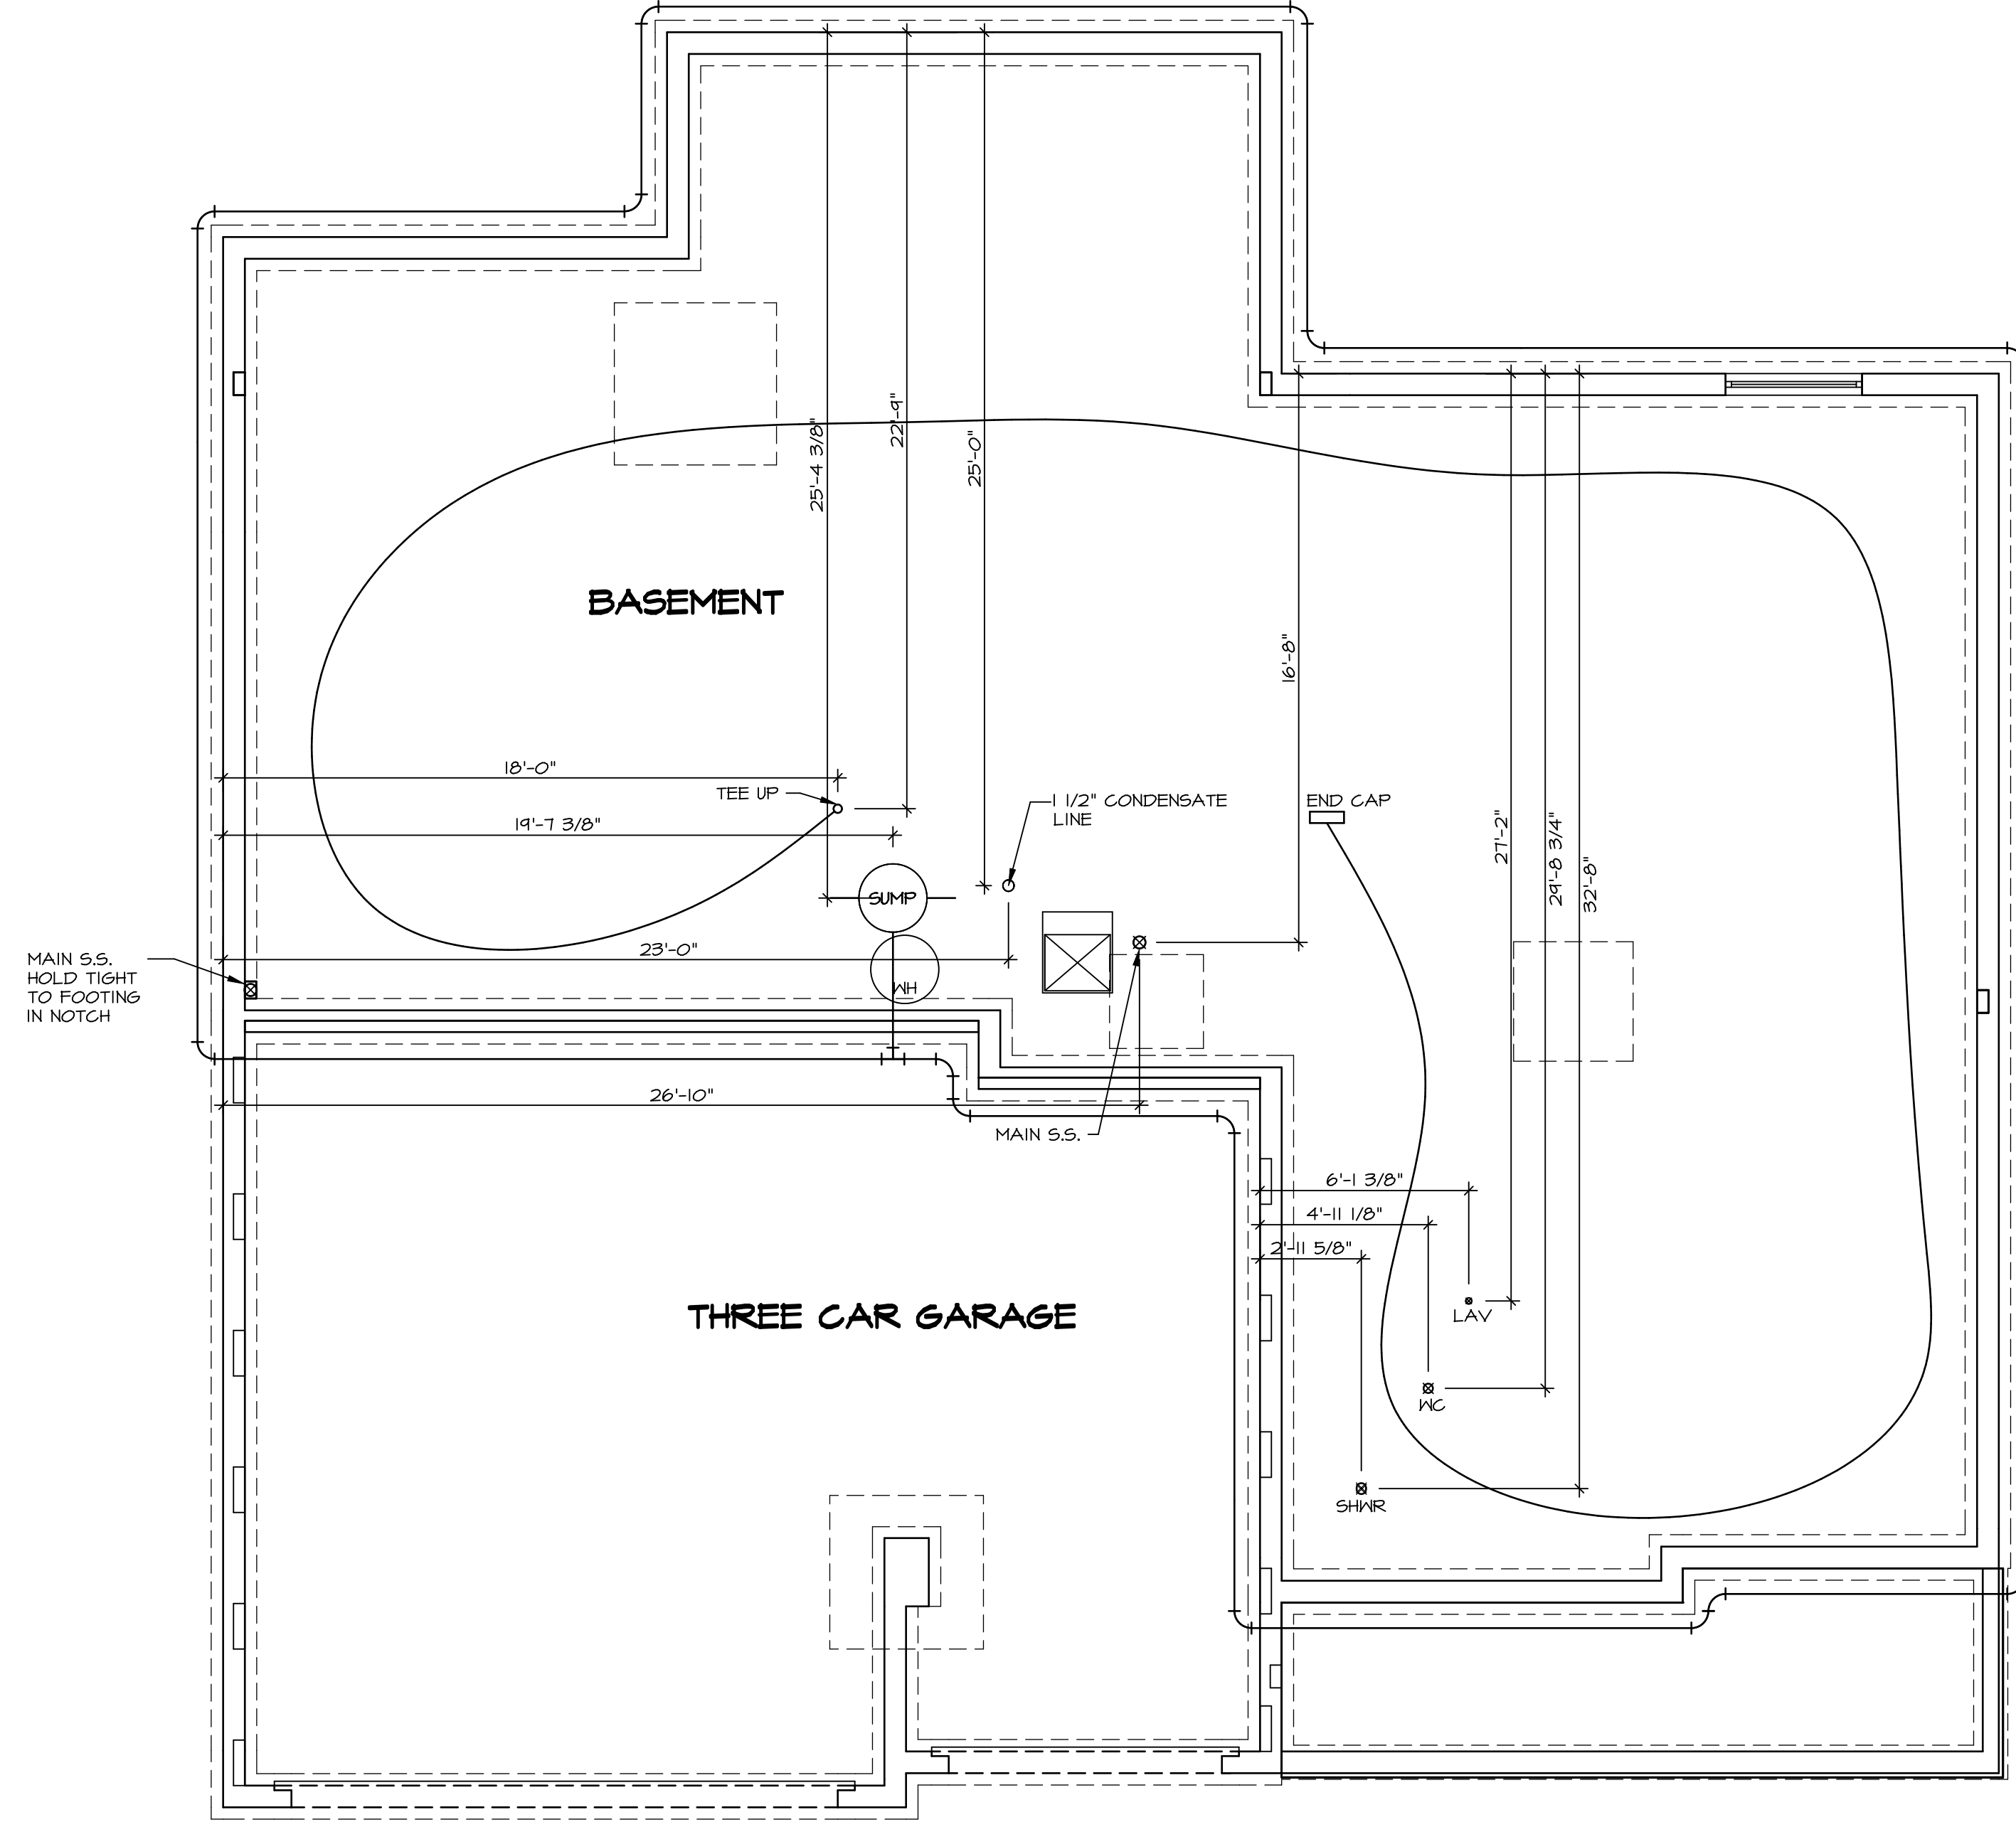 25'-4 3/8"
22'-9"
25'-0"
BASEMENT
16'-8"
18'-0"
TEE UP
1 1/2" CONDENSATE
LINE
END CAP
19'-7 3/8"
27'-2"
29'-8 3/4"
32'-8"
SUMP
23'-0"
MAIN S.S.
HOLD TIGHT
TO FOOTING
IN NOTCH
WH
26'-10"
MAIN S.S.
6'-1 3/8"
4'-11 1/8"
2'-11 5/8"
THREE CAR GARAGE
LAV
WC
SHWR